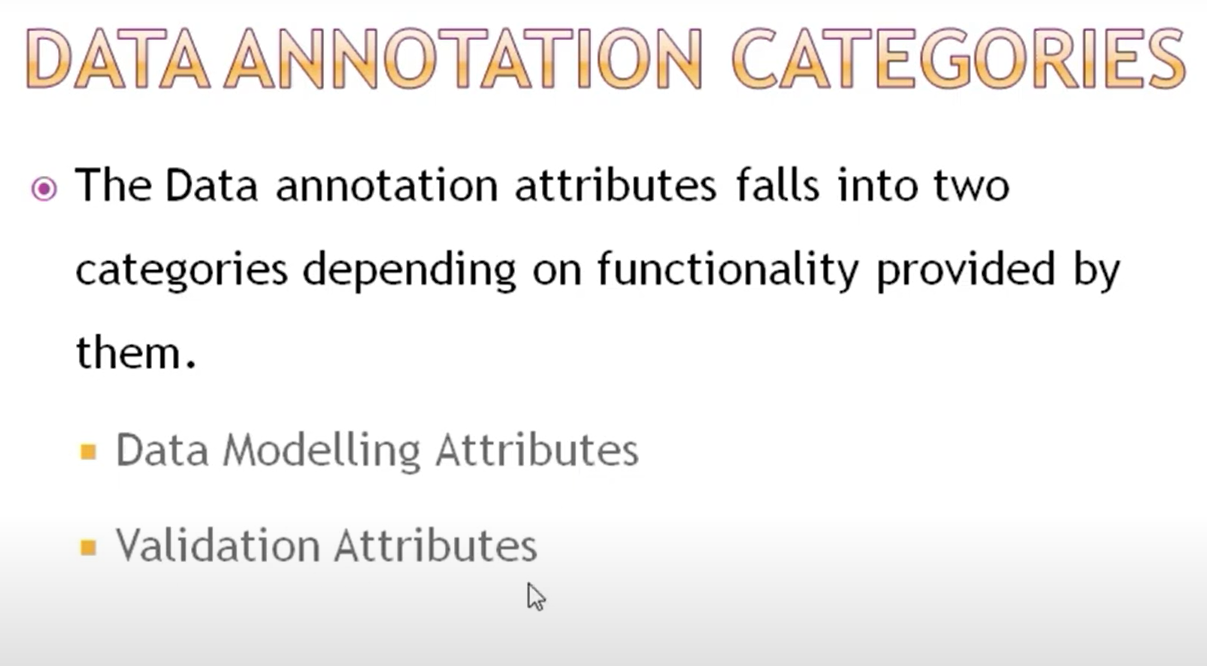 DATA ANNOTATION CATEGORIES
The Data annotation attributes falls into two
categories depending on functionality provided by
them.
Data Modelling Attributes
Validation Attributes